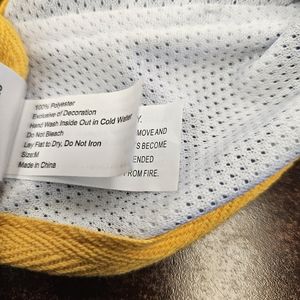 100% Polyester
Exclusive of Decoration
Hand Wash Inside Out in Cold Water
Do Not Bleach
Lay Flat to Dry, Do Not Iron
Size:M
Made in China
Y.
MOVE AND
S BECOME
ENDED
FROM FIRE.